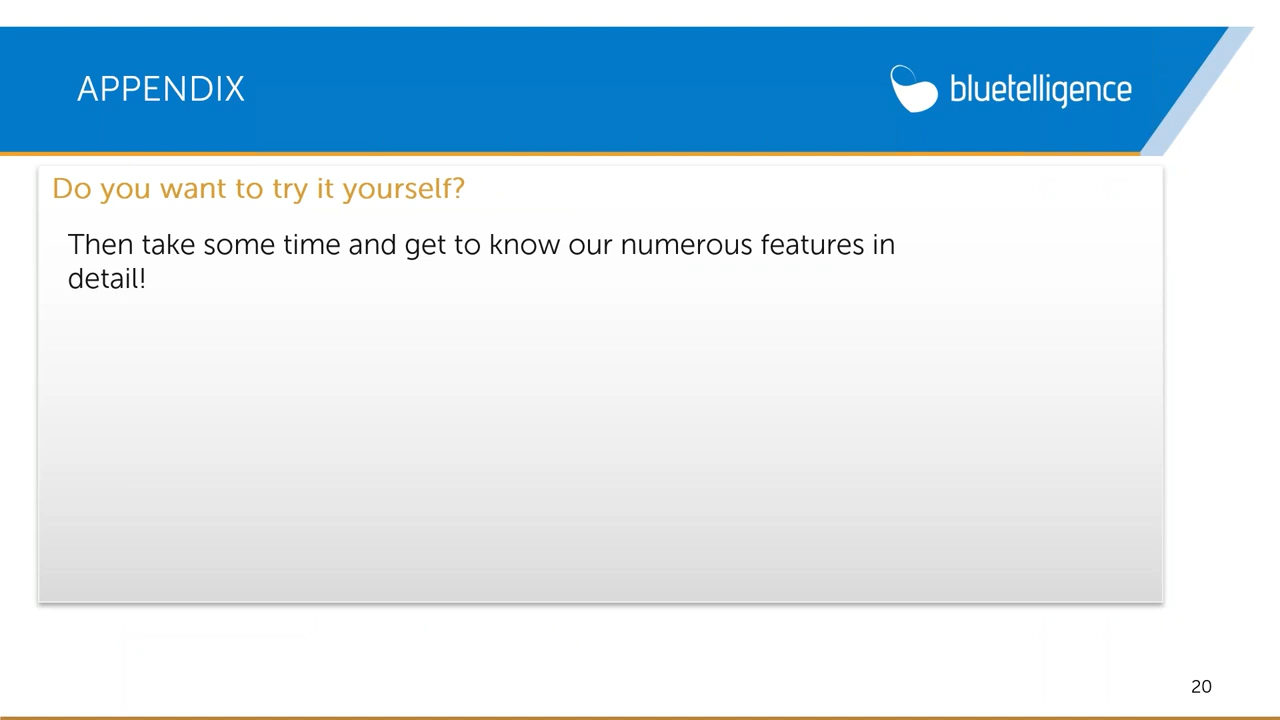 APPENDIX
bluetelligence
Do you want to try it yourself?
Then take some time and get to know our numerous features in
detail!
20